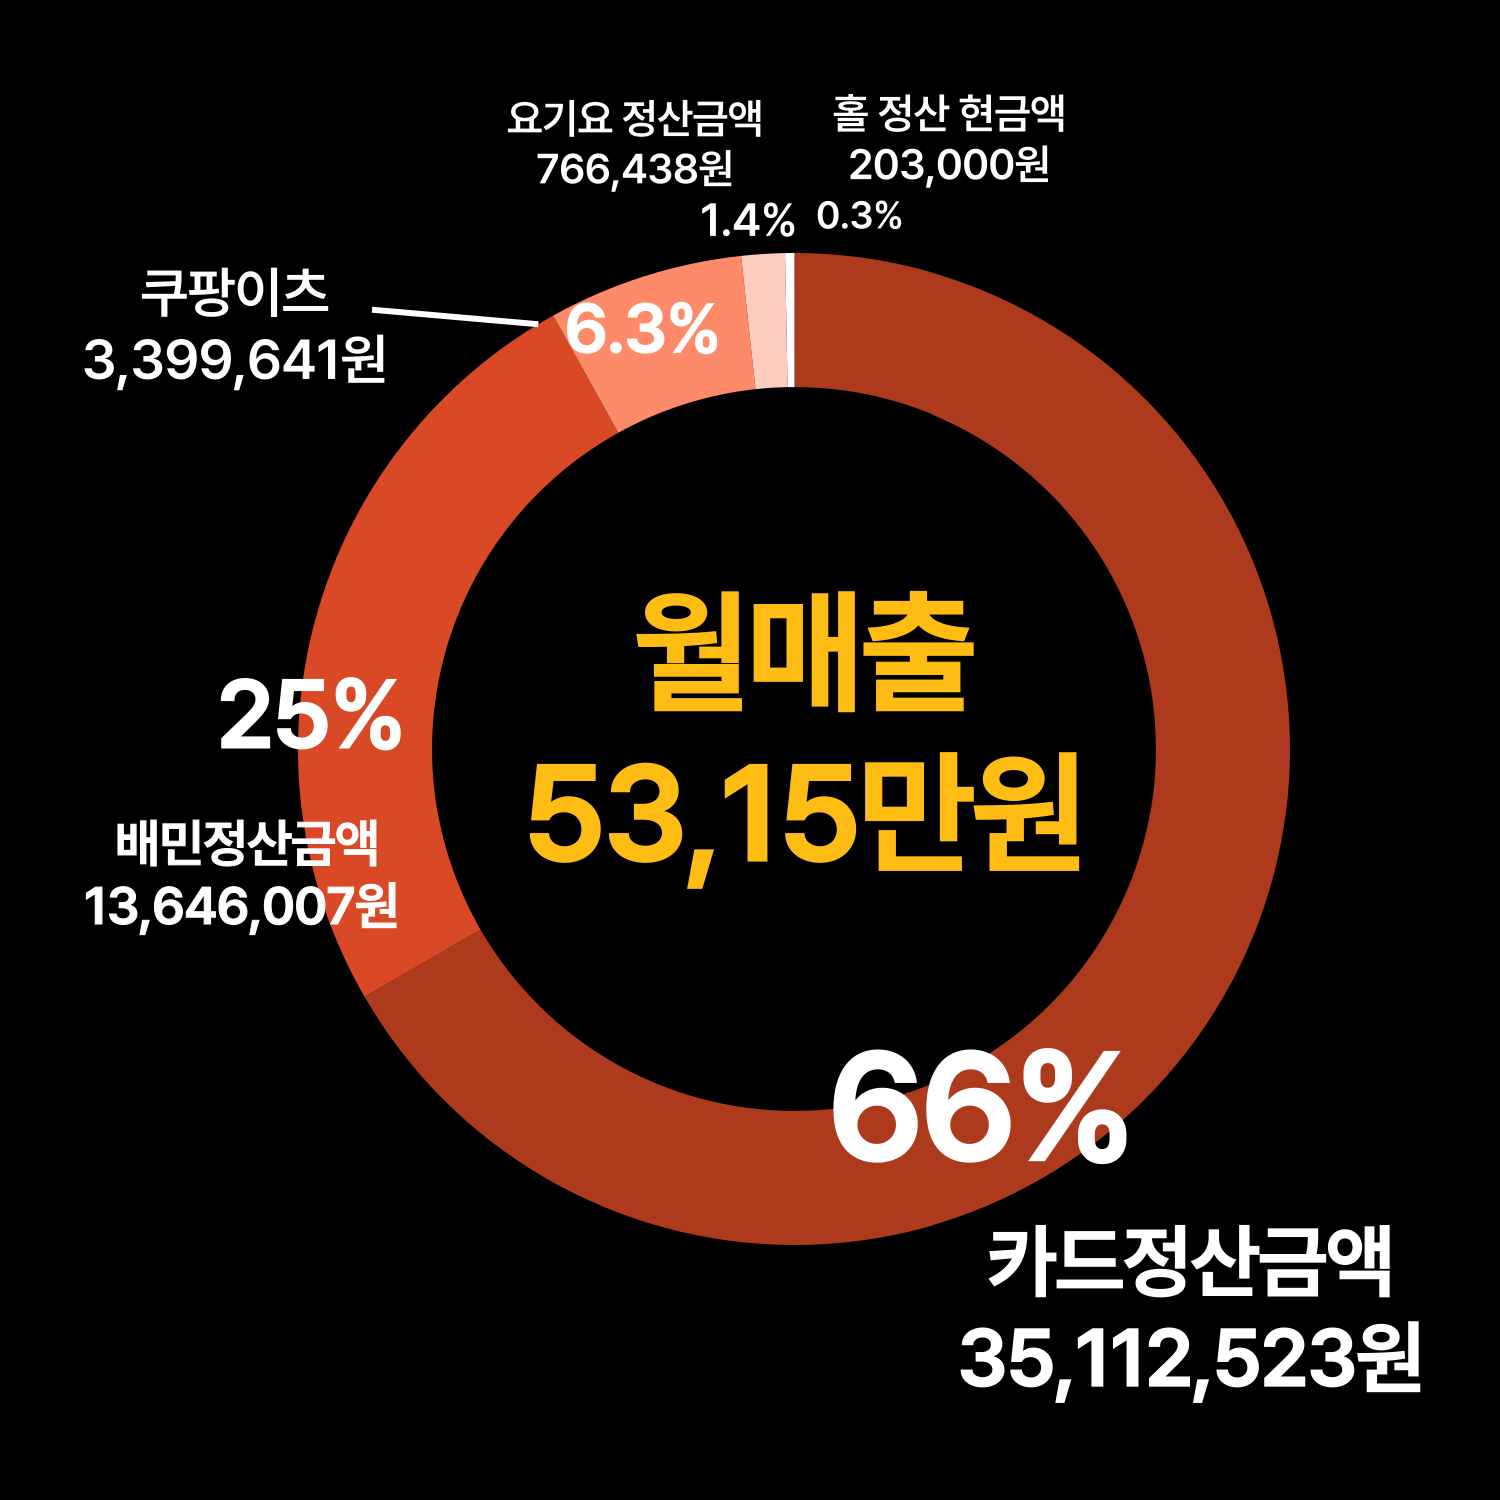 요기요 정산금액
766,438원
1.4%
홀 정산 현금액
203,000원
0.3%
쿠팡이츠
3,399,641원
6.3%
월매출
53,15만원
25%
배민정산금액
13,646,007원
66%
카드정산금액
35,112,523원